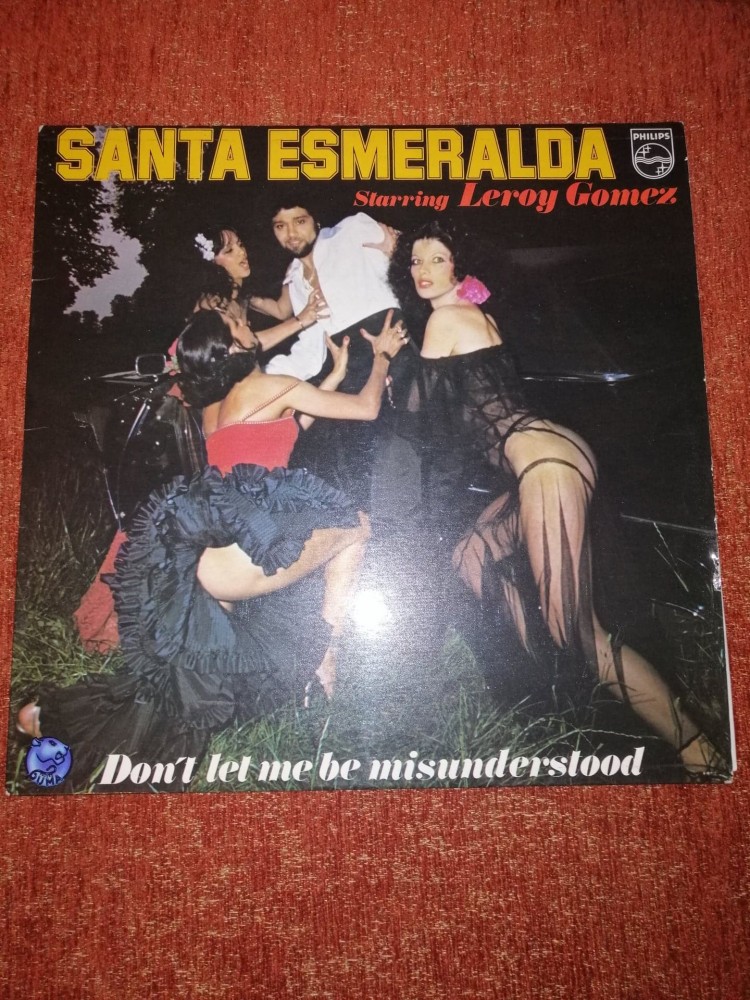 SANTA ESMERALDA
PHILIPS
Starring Leroy Gomez
Don't let me be misunderstood